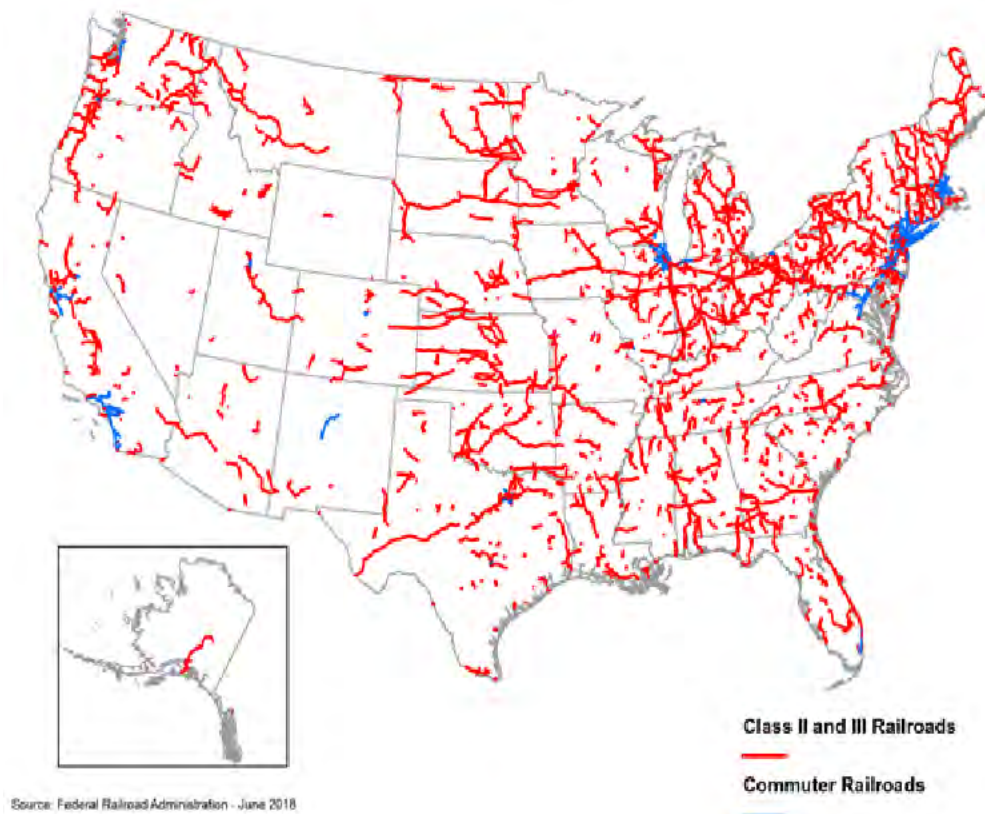 Class II and III Railroads
Commuter Railroads
Source: Federal Railroad Administration - June 2018